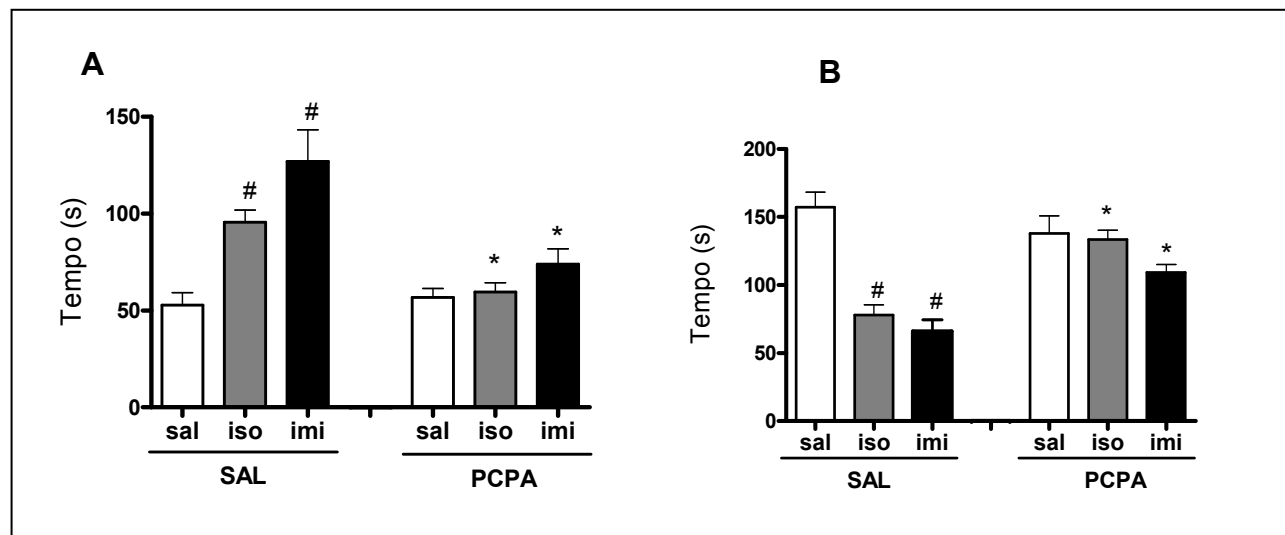 A
Tempo (s)
150
100
50
0
#
#
*
*
sal iso imi sal iso imi
SAL PCPA
B
Tempo (s)
200
150
100
50
0
#
#
*
*
sal iso imi sal iso imi
SAL PCPA